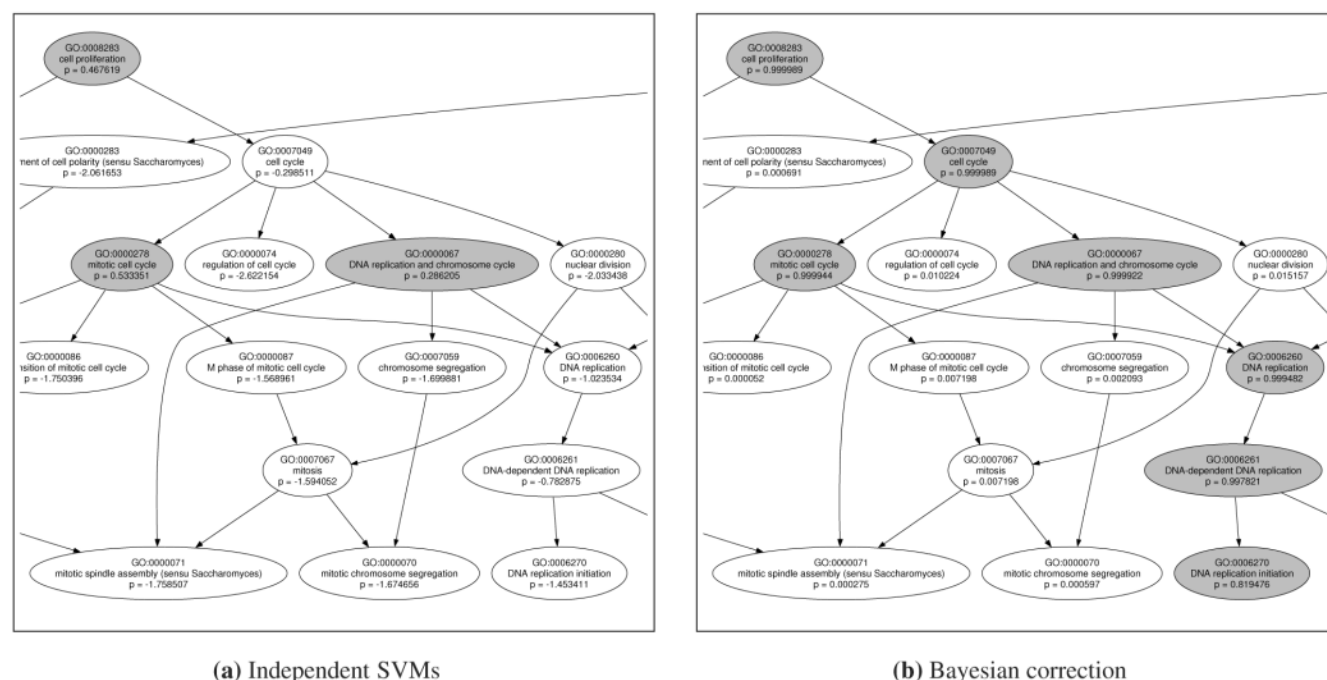 GO:0008283
cell proliferation
p = 0.467619
GO:0000283
ment of cell polarity (sensu Saccharomyces)
p = -2.061653
GO:0007049
cell cycle
p = -0.298511
GO:0000278
mitotic cell cycle
p = 0.533351
GO:0000074
regulation of cell cycle
p = -2.622154
GO:0000067
DNA replication and chromosome cycle
p = 0.286205
GO:0000280
nuclear division
p = -2.033438
GO:0000086
nsition of mitotic cell cycle
p = -1.750396
GO:0000087
M phase of mitotic cell cycle
p = -1.568961
GO:0007059
chromosome segregation
p = -1.699881
GO:0006260
DNA replication
p = -1.023534
GO:0007067
mitosis
p = -1.594052
GO:0006261
DNA-dependent DNA replication
p = -0.782875
GO:0000071
mitotic spindle assembly (sensu Saccharomyces)
p = -1.758507
GO:0000070
mitotic chromosome segregation
p = -1.674656
GO:0006270
DNA replication initiation
p = -1.453411
(a) Independent SVMs
GO:0008283
cell proliferation
p = 0.999989
GO:0000283
ment of cell polarity (sensu Saccharomyces)
p = 0.000691
GO:0007049
cell cycle
p = 0.999989
GO:0000278
mitotic cell cycle
p = 0.999944
GO:0000074
regulation of cell cycle
p = 0.010224
GO:0000067
DNA replication and chromosome cycle
p = 0.999922
GO:0000280
nuclear division
p = 0.015157
GO:0000086
nsition of mitotic cell cycle
p = 0.000052
GO:0000087
M phase of mitotic cell cycle
p = 0.007198
GO:0007059
chromosome segregation
p = 0.002093
GO:0006260
DNA replication
p = 0.999482
GO:0007067
mitosis
p = 0.007198
GO:0006261
DNA-dependent DNA replication
p = 0.997821
GO:0000071
mitotic spindle assembly (sensu Saccharomyces)
p = 0.000275
GO:0000070
mitotic chromosome segregation
p = 0.000597
GO:0006270
DNA replication initiation
p = 0.819476
(b) Bayesian correction